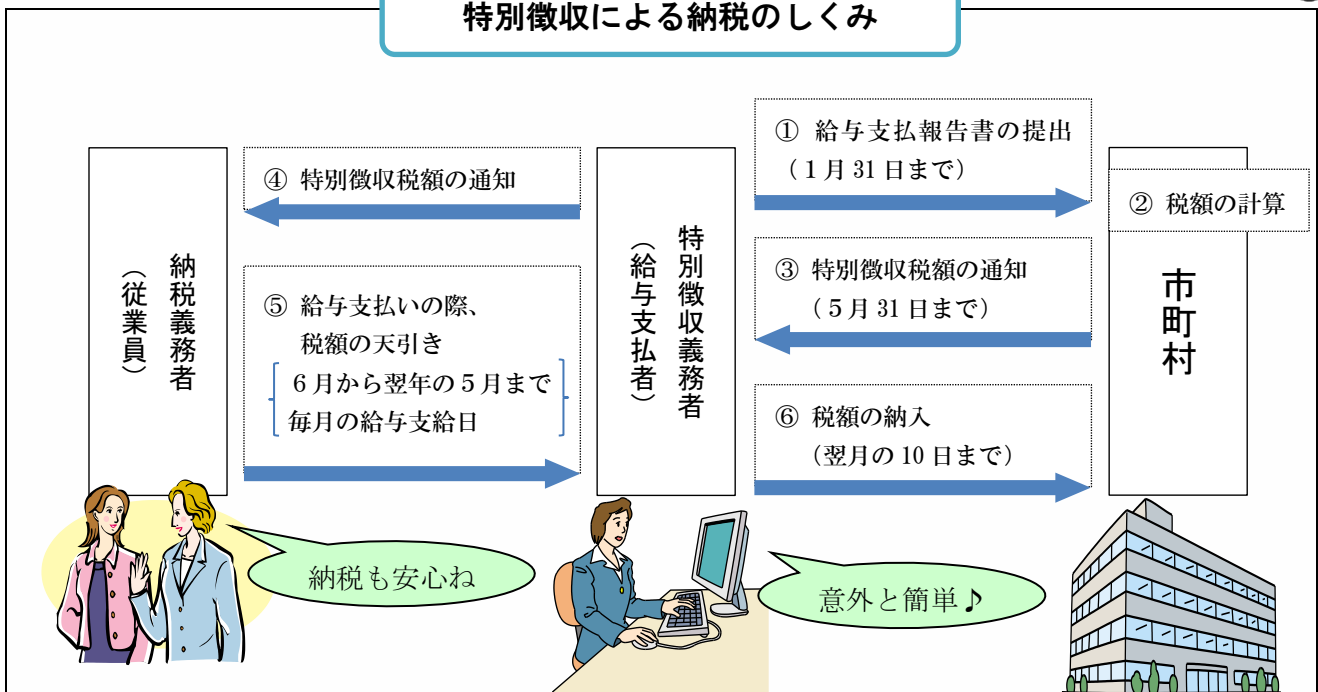 特別徴収による納税のしくみ
納税義務者
（従業員）
④ 特別徴収税額の通知
⑤ 給与支払いの際、
税額の天引き
６月から翌年の５月まで
毎月の給与支給日
特別徴収義務者
（給与支払者）
① 給与支払報告書の提出
（１月 31 日まで）
② 税額の計算
③ 特別徴収税額の通知
（５月 31 日まで）
⑥ 税額の納入
（翌月の 10 日まで）
市町村
納税も安心ね
意外と簡単♪